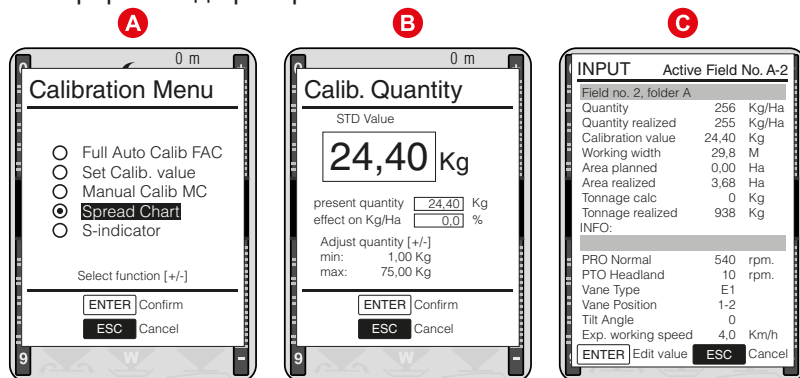 A
B
C
0 m
Calibration Menu
Full Auto Calib FAC
Set Calib. value
Manual Calib MC
Spread Chart
S-indicator
Select function [+/-]
ENTER Confirm
ESC Cancel
9
W
-
0 m
Calib. Quantity
STD Value
24,40 Kg
present quantity 24,40 Kg
effect on Kg/Ha 0,0 %
Adjust quantity [+/-]
min: 1,00 Kg
max: 75,00 Kg
ENTER Confirm
ESC Cancel
9
W
-
INPUT Active Field No. A-2
Field no. 2, folder A
Quantity 256 Kg/Ha
Quantity realized 255 Kg/Ha
Calibration value 24,40 Kg
Working width 29,8 M
Area planned 0,00 Ha
Area realized 3,68 Ha
Tonnage calc 0 Kg
Tonnage realized 938 Kg
INFO:
PRO Normal 540 rpm.
PTO Headland 10 rpm.
Vane Type E1
Vane Position 1-2
Tilt Angle 0
Exp. working speed 4,0 Km/h
ENTER Edit value ESC Cancel